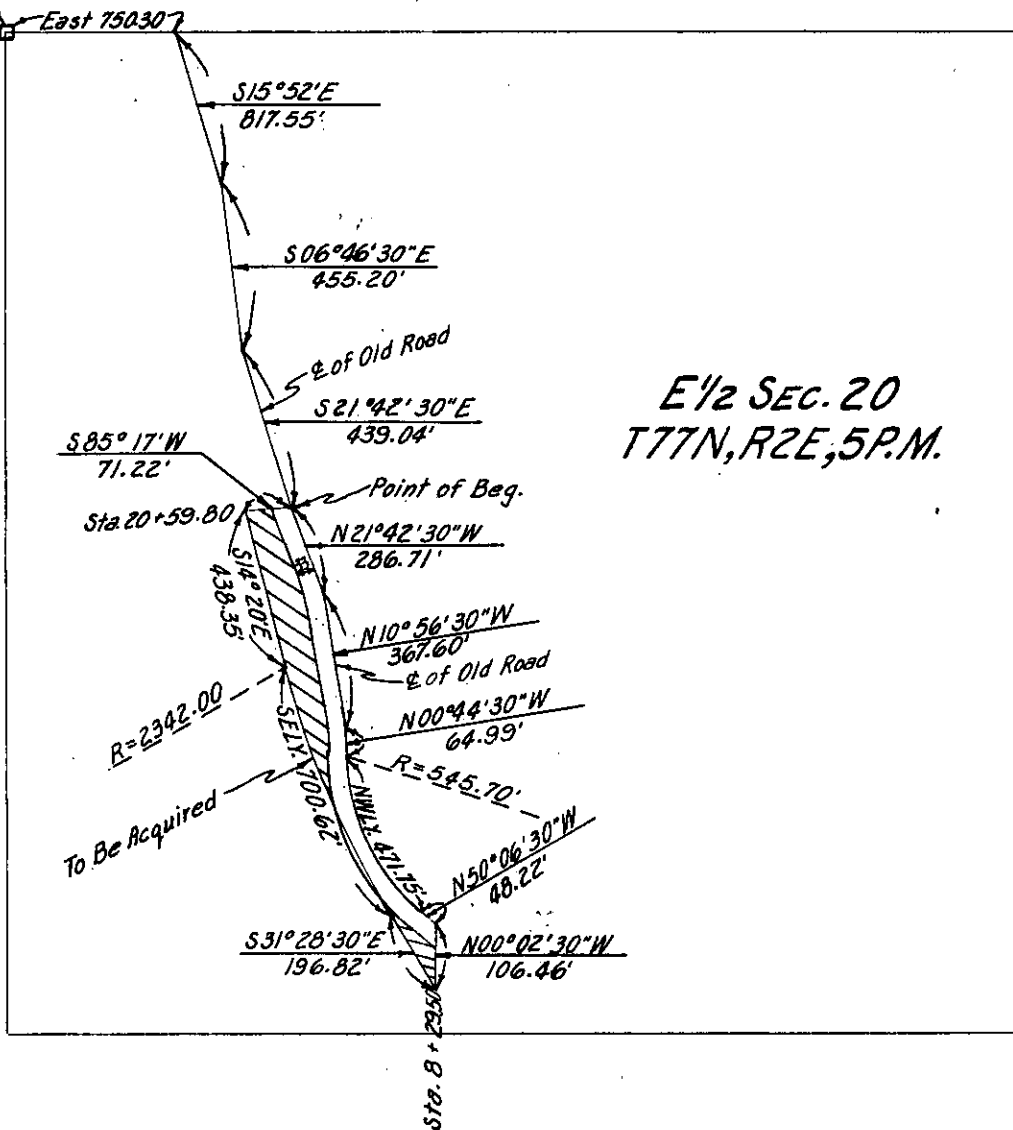 East 750.30
S15°52'E
817.55'
S06°46'30"E
455.20'
℄ of Old Road
S21°42'30"E
439.04'
E 1/2 SEC. 20
T77N, R2E, 5P.M.
S85°17'W
71.22'
Point of Beg.
Sta. 20+59.80
N21°42'30"W
286.71'
S14°20'E
438.35'
N10°56'30"W
367.60'
℄ of Old Road
R=2342.00
N00°44'30"W
64.99'
R=545.70'
SELY. 700.62'
To Be Acquired
NWLY. 471.75'
N50°06'30"W
48.22'
S31°28'30"E
196.82'
N00°02'30"W
106.46'
Sta. 8+29.50